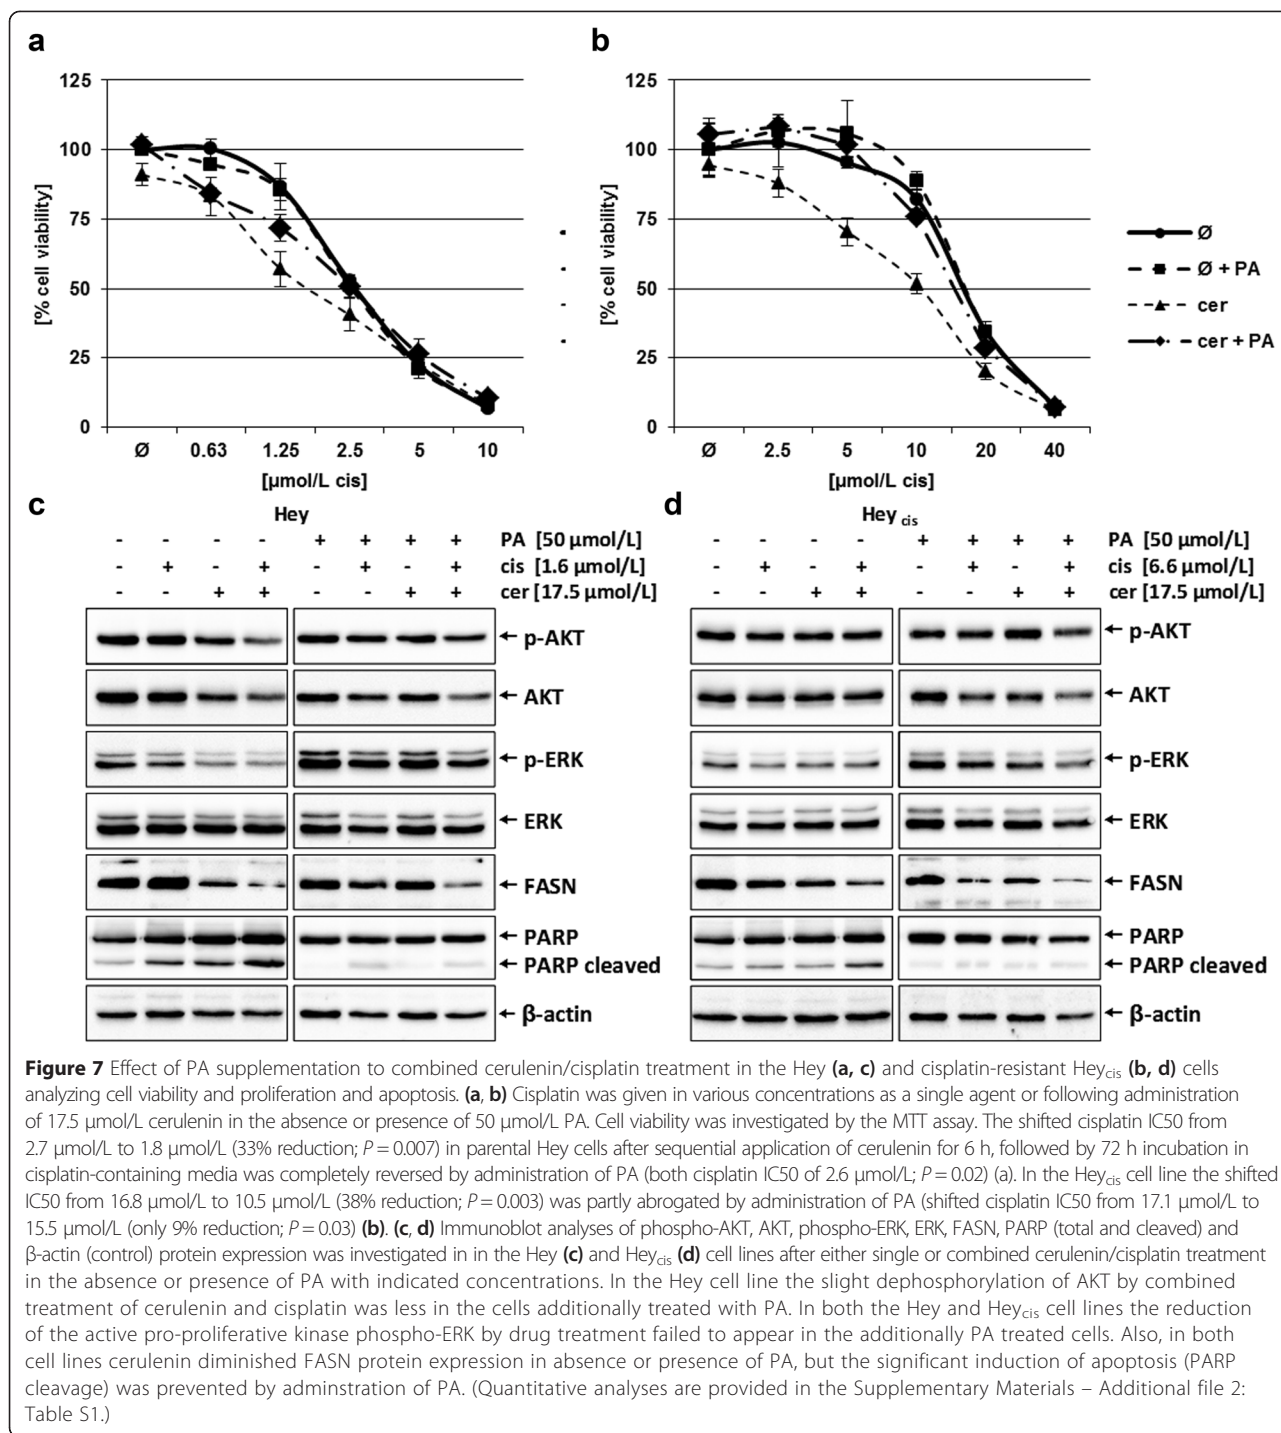 a
b
125
100
75
50
25
0
[% cell viability]
Ø 0.63 1.25 2.5 5 10
[µmol/L cis]
125
100
75
50
25
0
[% cell viability]
Ø 2.5 5 10 20 40
[µmol/L cis]
Ø
Ø + PA
cer
cer + PA
c
Hey
- - - - + + + + PA [50 µmol/L]
- + - + - + - + cis [1.6 µmol/L]
- - + + - - + + cer [17.5 µmol/L]
← p-AKT
← AKT
← p-ERK
← ERK
← FASN
← PARP
← PARP cleaved
← β-actin
d
Hey cis
- - - - + + + + PA [50 µmol/L]
- + - + - + - + cis [6.6 µmol/L]
- - + + - - + + cer [17.5 µmol/L]
← p-AKT
← AKT
← p-ERK
← ERK
← FASN
← PARP
← PARP cleaved
← β-actin
Figure 7 Effect of PA supplementation to combined cerulenin/cisplatin treatment in the Hey (a, c) and cisplatin-resistant Heycis (b, d) cells
analyzing cell viability and proliferation and apoptosis. (a, b) Cisplatin was given in various concentrations as a single agent or following administration
of 17.5 µmol/L cerulenin in the absence or presence of 50 µmol/L PA. Cell viability was investigated by the MTT assay. The shifted cisplatin IC50 from
2.7 µmol/L to 1.8 µmol/L (33% reduction; P = 0.007) in parental Hey cells after sequential application of cerulenin for 6 h, followed by 72 h incubation in
cisplatin-containing media was completely reversed by administration of PA (both cisplatin IC50 of 2.6 µmol/L; P = 0.02) (a). In the Heycis cell line the shifted
IC50 from 16.8 µmol/L to 10.5 µmol/L (38% reduction; P = 0.003) was partly abrogated by administration of PA (shifted cisplatin IC50 from 17.1 µmol/L to
15.5 µmol/L (only 9% reduction; P = 0.03) (b). (c, d) Immunoblot analyses of phospho-AKT, AKT, phospho-ERK, ERK, FASN, PARP (total and cleaved) and
β-actin (control) protein expression was investigated in in the Hey (c) and Heycis (d) cell lines after either single or combined cerulenin/cisplatin treatment
in the absence or presence of PA with indicated concentrations. In the Hey cell line the slight dephosphorylation of AKT by combined
treatment of cerulenin and cisplatin was less in the cells additionally treated with PA. In both the Hey and Heycis cell lines the reduction
of the active pro-proliferative kinase phospho-ERK by drug treatment failed to appear in the additionally PA treated cells. Also, in both
cell lines cerulenin diminished FASN protein expression in absence or presence of PA, but the significant induction of apoptosis (PARP
cleavage) was prevented by adminstration of PA. (Quantitative analyses are provided in the Supplementary Materials – Additional file 2:
Table S1.)